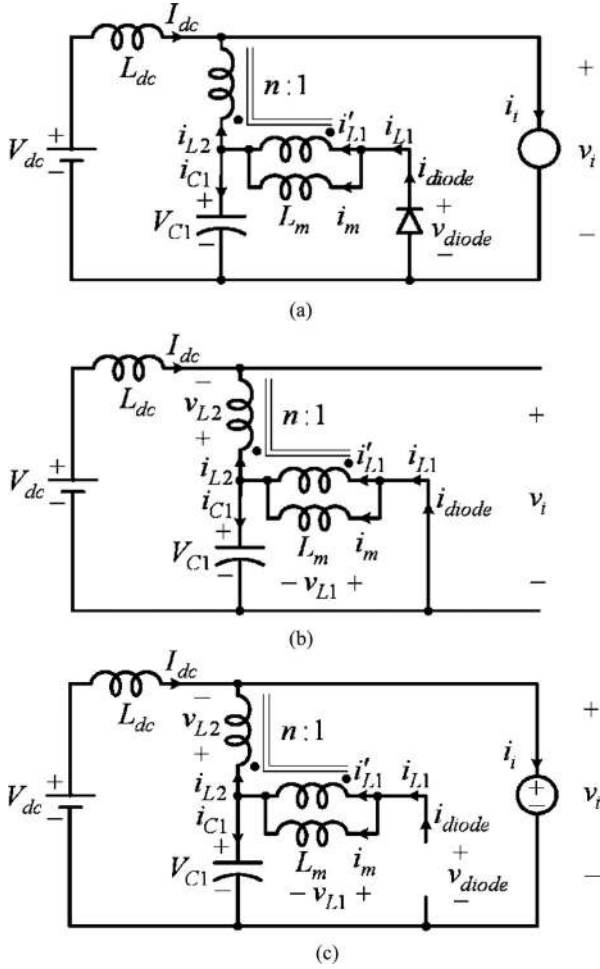 I_dc
L_dc
n : 1
+
i_L2
i'_L1
i_L1
i_i
V_dc
+
−
v_i
i_C1
i_diode
V_C1
+
−
L_m
i_m
+
v_diode
−
−
(a)
I_dc
−
L_dc
v_L2
n : 1
+
+
i_L2
i'_L1
i_L1
V_dc
+
−
i_C1
i_diode
v_i
V_C1
+
−
L_m
i_m
− v_L1 +
−
(b)
I_dc
−
L_dc
v_L2
n : 1
+
+
i_L2
i'_L1
i_L1
i_i
V_dc
+
−
+
−
v_i
i_C1
i_diode
V_C1
+
−
L_m
i_m
+
v_diode
−
− v_L1 +
−
(c)